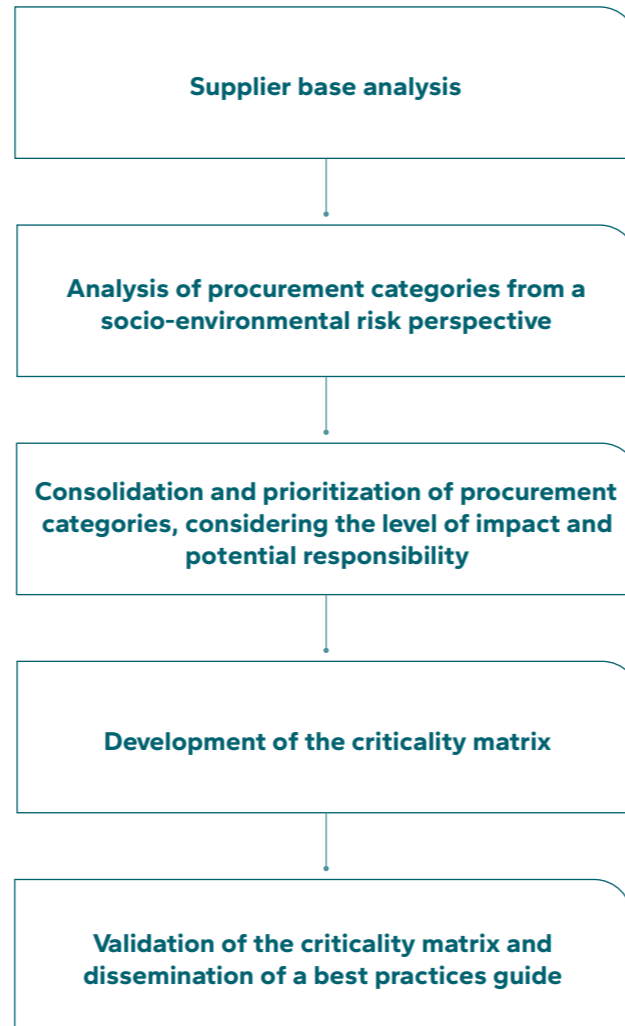 Supplier base analysis
Analysis of procurement categories from a
socio-environmental risk perspective
Consolidation and prioritization of procurement
categories, considering the level of impact and
potential responsibility
Development of the criticality matrix
Validation of the criticality matrix and
dissemination of a best practices guide